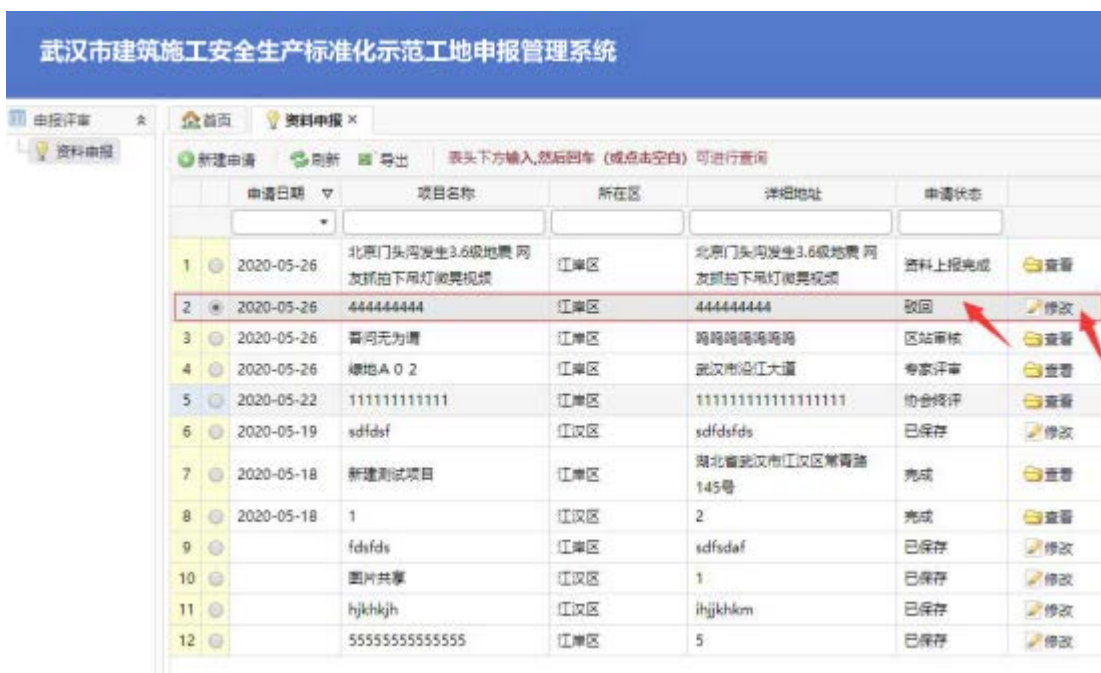 武汉市建筑施工安全生产标准化示范工地申报管理系统
申报评审
首页
资料申报 ×
资料申报
新建申请 刷新 导出 表头下方输入,然后回车（或点击空白）可进行查询
申请日期 项目名称 所在区 详细地址 申请状态
1 2020-05-26 北京门头沟发生3.6级地震 网 江岸区 北京门头沟发生3.6级地震 网 资料上报完成 查看
友抓拍下吊灯微晃视频 友抓拍下吊灯微晃视频
2 2020-05-26 444444444 江岸区 444444444 驳回 修改
3 2020-05-26 吾问无为谓 江岸区 呜呜呜呜呜呜 区站审核 查看
4 2020-05-26 绿地A02 江岸区 武汉市沿江大道 专家评审 查看
5 2020-05-22 111111111111 江岸区 111111111111111111 协会终评 查看
6 2020-05-19 sdfdsf 江汉区 sdfdsfds 已保存 修改
7 2020-05-18 新建测试项目 江岸区 湖北省武汉市江汉区常青路 完成 查看
145号
8 2020-05-18 1 江汉区 2 完成 查看
9 fdsfds 江岸区 sdfsdaf 已保存 修改
10 图片共享 江汉区 1 已保存 修改
11 hjkhkjh 江汉区 ihjjkhkm 已保存 修改
12 55555555555555 江岸区 5 已保存 修改